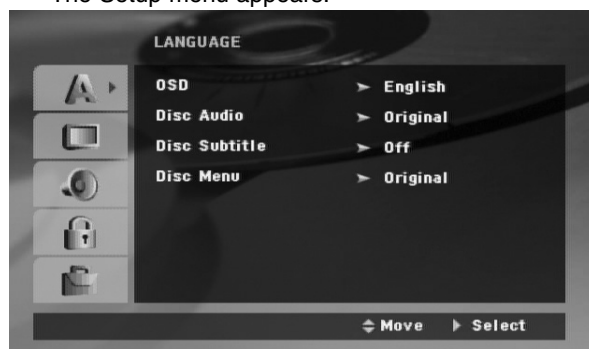 The Setup menu appears.
LANGUAGE
OSD ➤ English
Disc Audio ➤ Original
Disc Subtitle ➤ Off
Disc Menu ➤ Original
Move Select